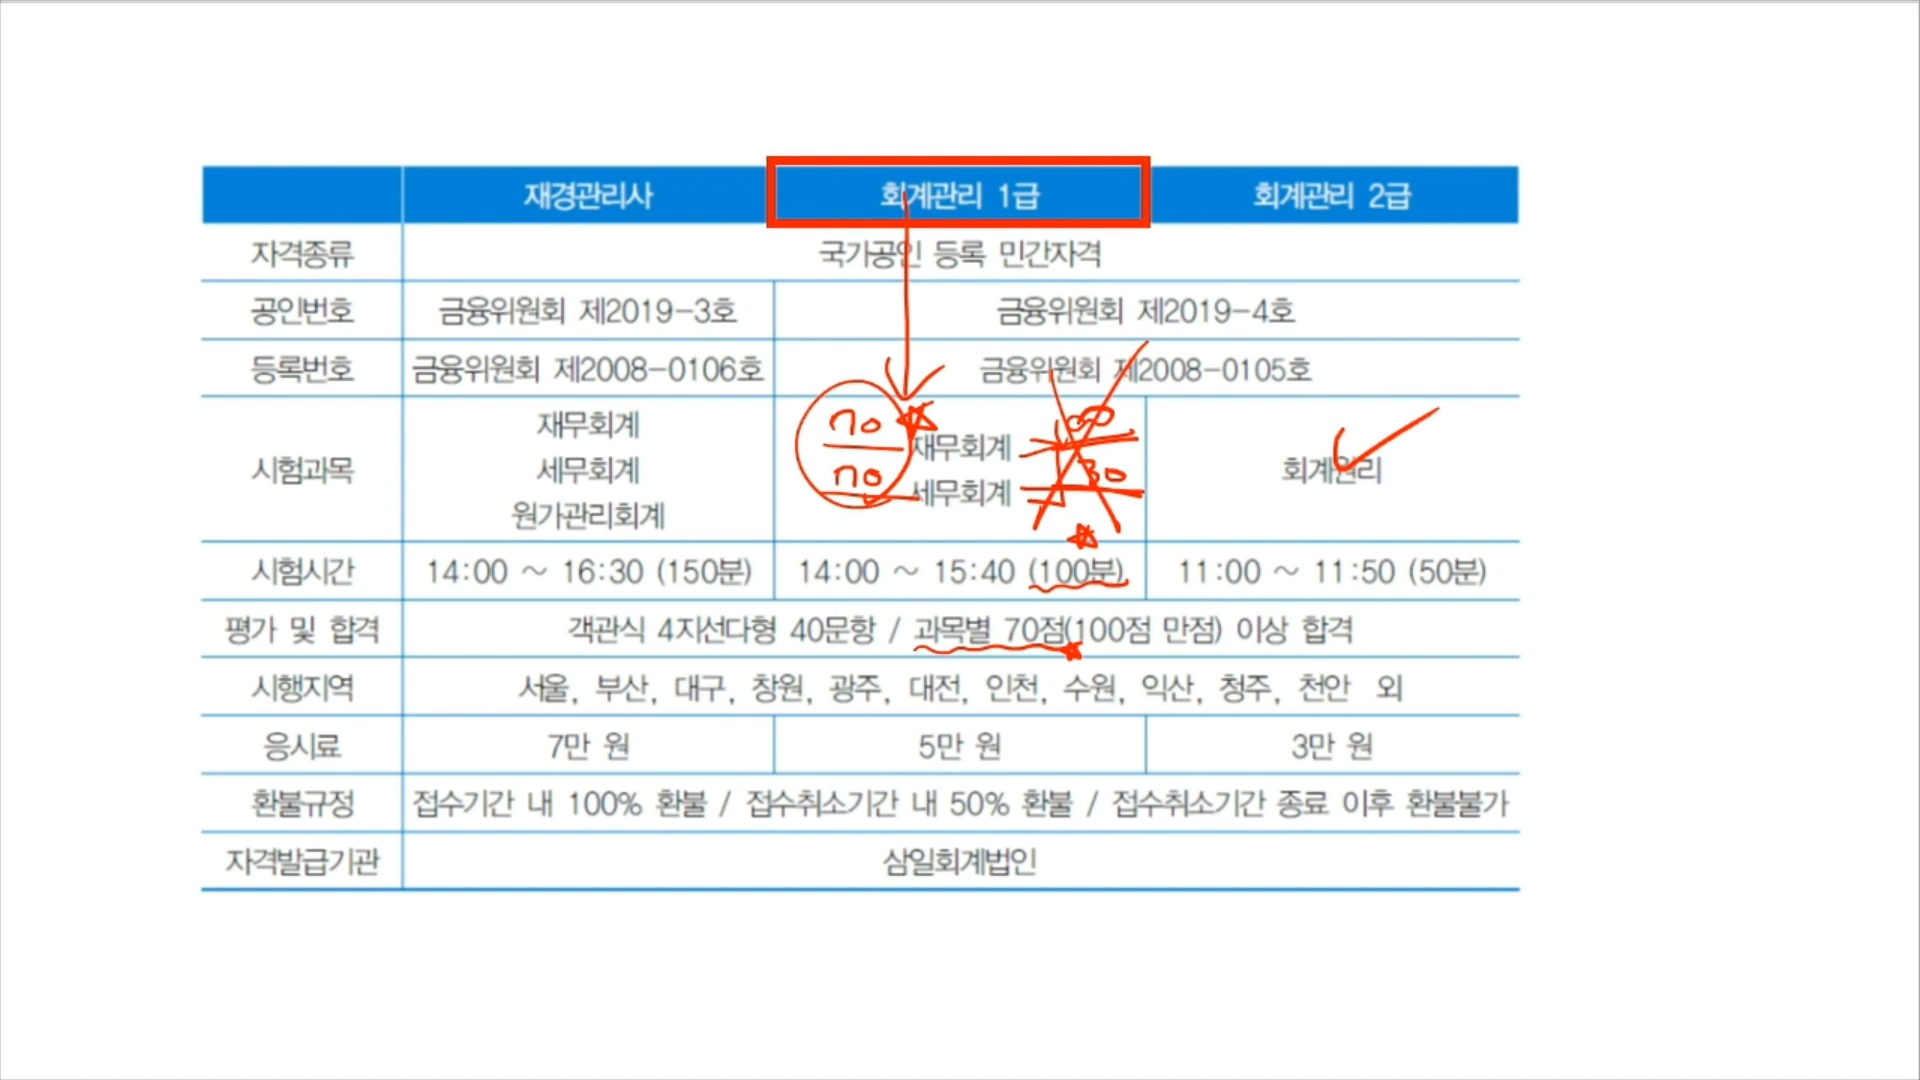 재경관리사 회계관리 1급 회계관리 2급
자격종류 국가공인 등록 민간자격
공인번호 금융위원회 제2019-3호 금융위원회 제2019-4호
등록번호 금융위원회 제2008-0106호 금융위원회 제2008-0105호
시험과목
재무회계
세무회계
원가관리회계
70
70
재무회계
세무회계
30
회계원리
시험시간 14:00 ~ 16:30 (150분) 14:00 ~ 15:40 (100분) 11:00 ~ 11:50 (50분)
평가 및 합격 객관식 4지선다형 40문항 / 과목별 70점(100점 만점) 이상 합격
시행지역 서울, 부산, 대구, 창원, 광주, 대전, 인천, 수원, 익산, 청주, 천안 외
응시료 7만 원 5만 원 3만 원
환불규정 접수기간 내 100% 환불 / 접수취소기간 내 50% 환불 / 접수취소기간 종료 이후 환불불가
자격발급기관 삼일회계법인